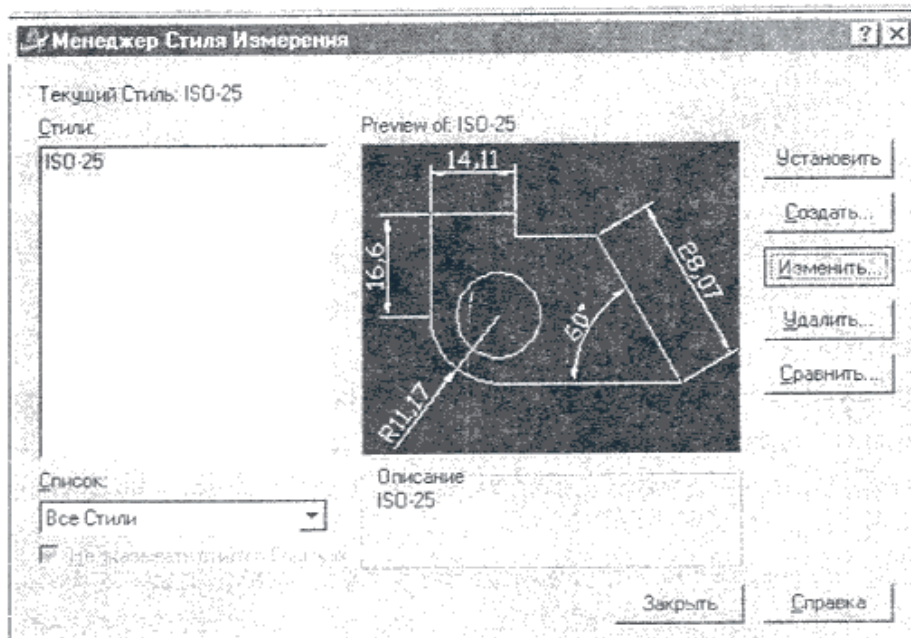 Менеджер Стиля Измерения
Текущий Стиль: ISO-25
Стили:
ISO-25
Preview of: ISO-25
14,11
16,6
28,07
60°
R11,17
Установить
Создать...
Изменить...
Удалить...
Сравнить...
Список:
Все Стили
Описание
ISO-25
Закрыть
Справка